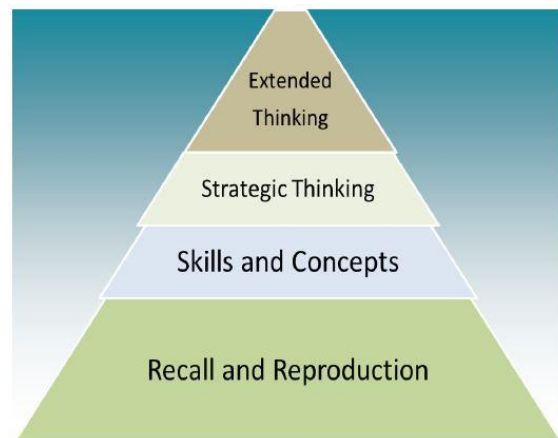 Extended
Thinking
Strategic Thinking
Skills and Concepts
Recall and Reproduction